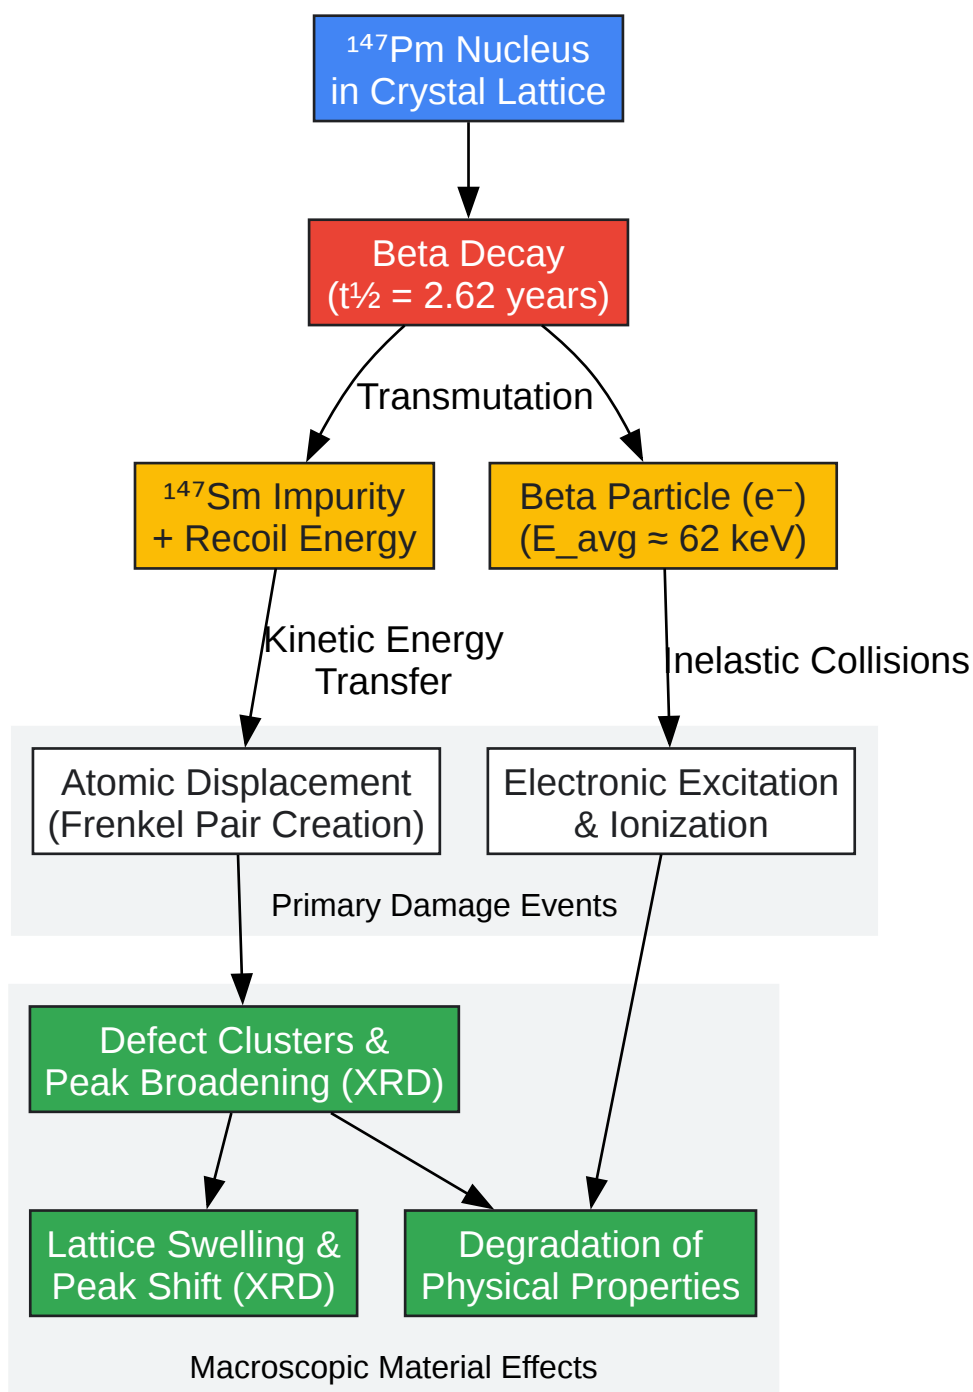 ¹⁴⁷Pm Nucleus
in Crystal Lattice
Beta Decay
(t½ = 2.62 years)
Transmutation
¹⁴⁷Sm Impurity
+ Recoil Energy
Beta Particle (e⁻)
(E_avg ≈ 62 keV)
Kinetic Energy
Transfer
Inelastic Collisions
Atomic Displacement
(Frenkel Pair Creation)
Electronic Excitation
& Ionization
Primary Damage Events
Defect Clusters &
Peak Broadening (XRD)
Lattice Swelling &
Peak Shift (XRD)
Degradation of
Physical Properties
Macroscopic Material Effects